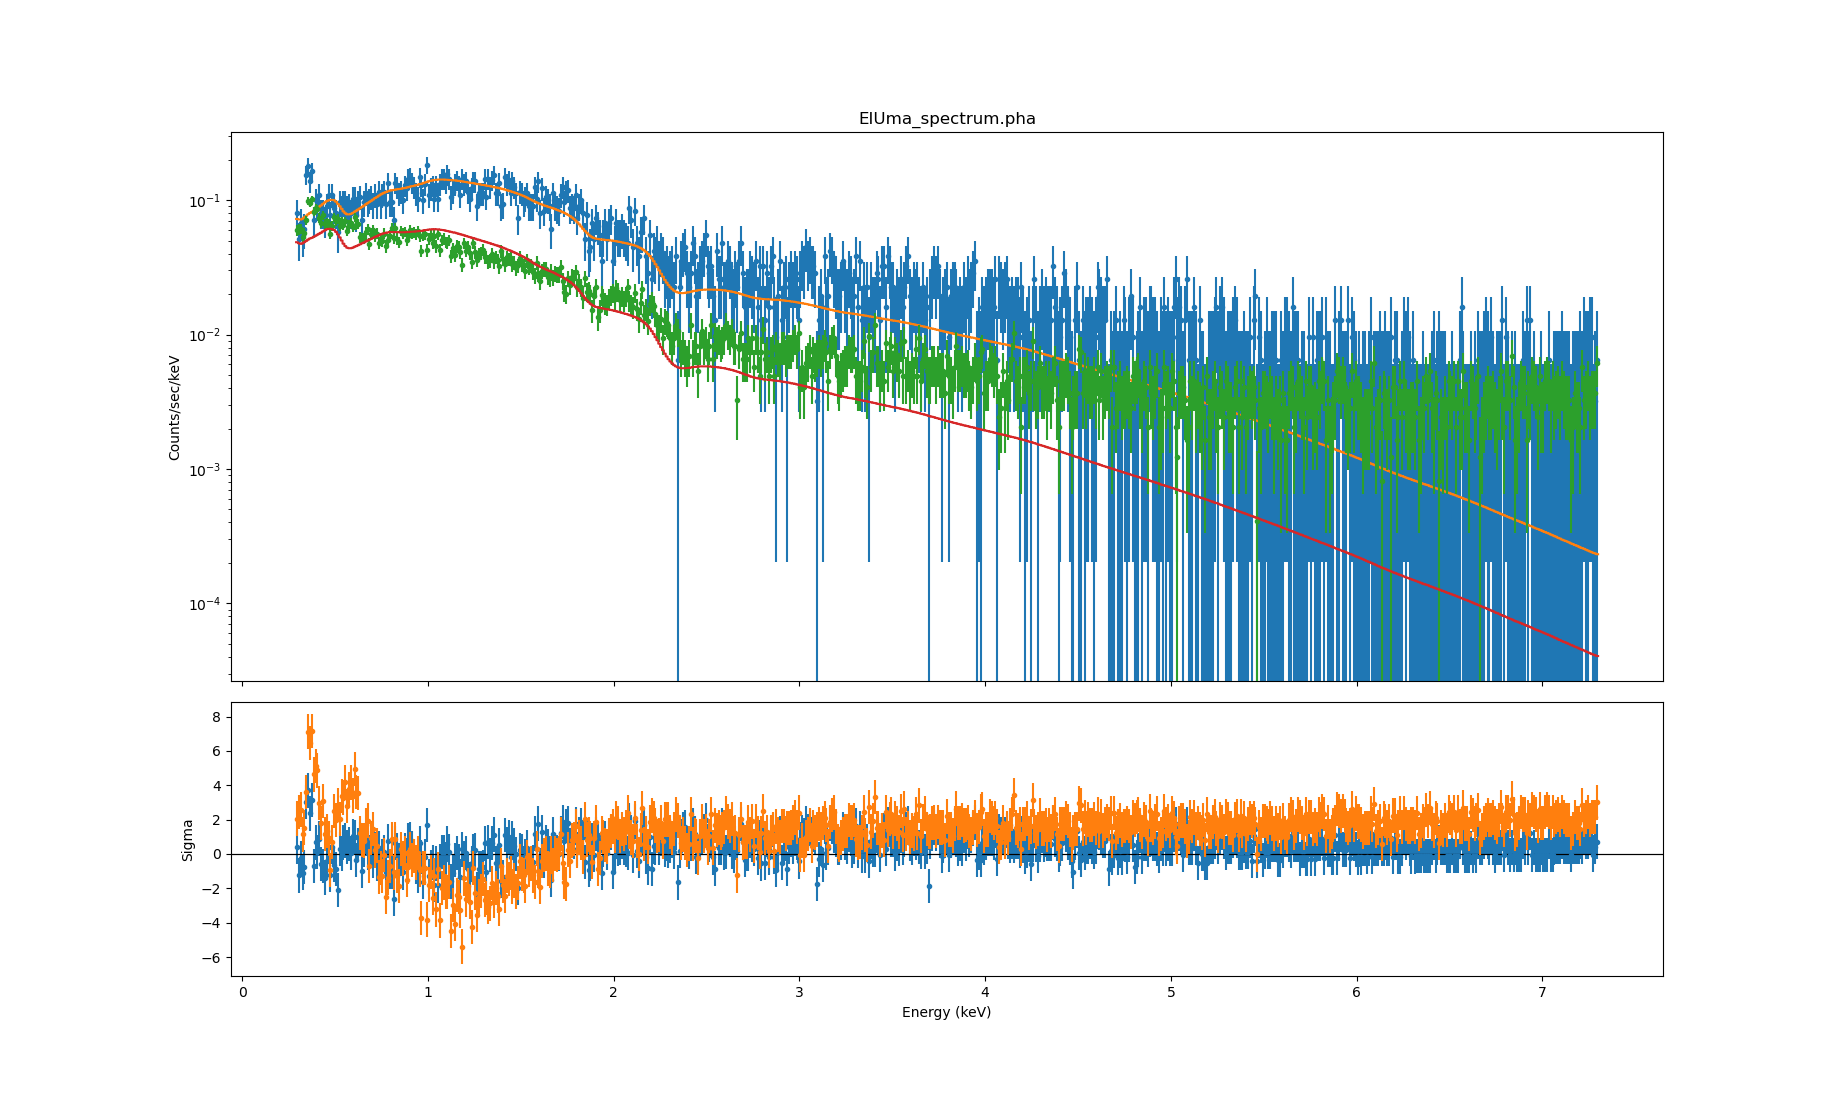 EIUma_spectrum.pha
Counts/sec/keV
10⁻¹
10⁻²
10⁻³
10⁻⁴
Sigma
8
6
4
2
0
−2
−4
−6
0 1 2 3 4 5 6 7
Energy (keV)